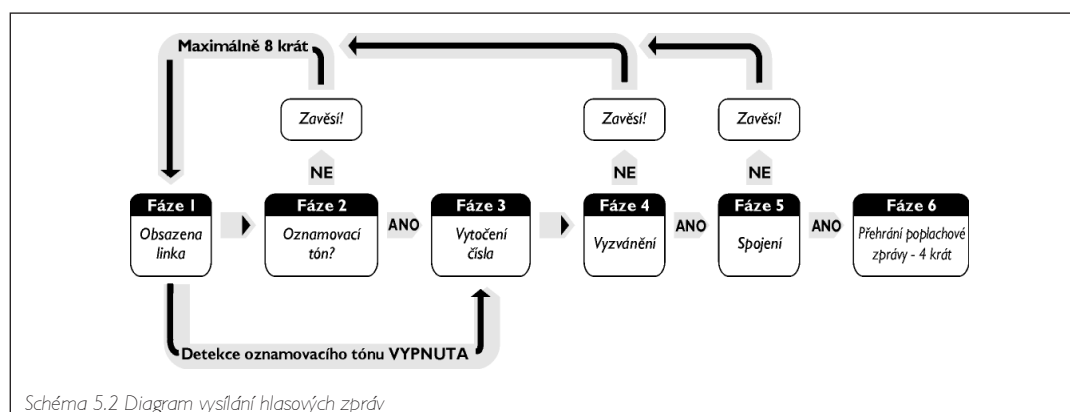 Maximálně 8 krát
Zavěsí!
Zavěsí!
Zavěsí!
NE
NE
NE
Fáze 1
Obsazena
linka
Fáze 2
Oznamovací
tón?
ANO
Fáze 3
Vytočení
čísla
Fáze 4
Vyzvánění
ANO
Fáze 5
Spojení
ANO
Fáze 6
Přehrání poplachové
zprávy - 4 krát
Detekce oznamovacího tónu VYPNUTA
Schéma 5.2 Diagram vysílání hlasových zpráv